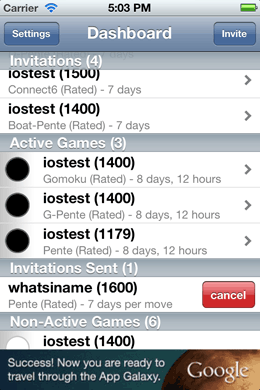 Carrier 5:03 PM
Settings Dashboard Invite
Invitations (4)
iostest (1500)
Connect6 (Rated) - 7 days
iostest (1400)
Boat-Pente (Rated) - 7 days
Active Games (3)
iostest (1400)
Gomoku (Rated) - 8 days, 12 hours
iostest (1400)
G-Pente (Rated) - 8 days, 12 hours
iostest (1179)
Pente (Rated) - 8 days, 12 hours
Invitations Sent (1)
whatsiname (1600)
Pente (Rated) - 7 days per move
cancel
Non-Active Games (6)
iostest (1400)
Success! Now you are ready to
travel through the App Galaxy.
Google